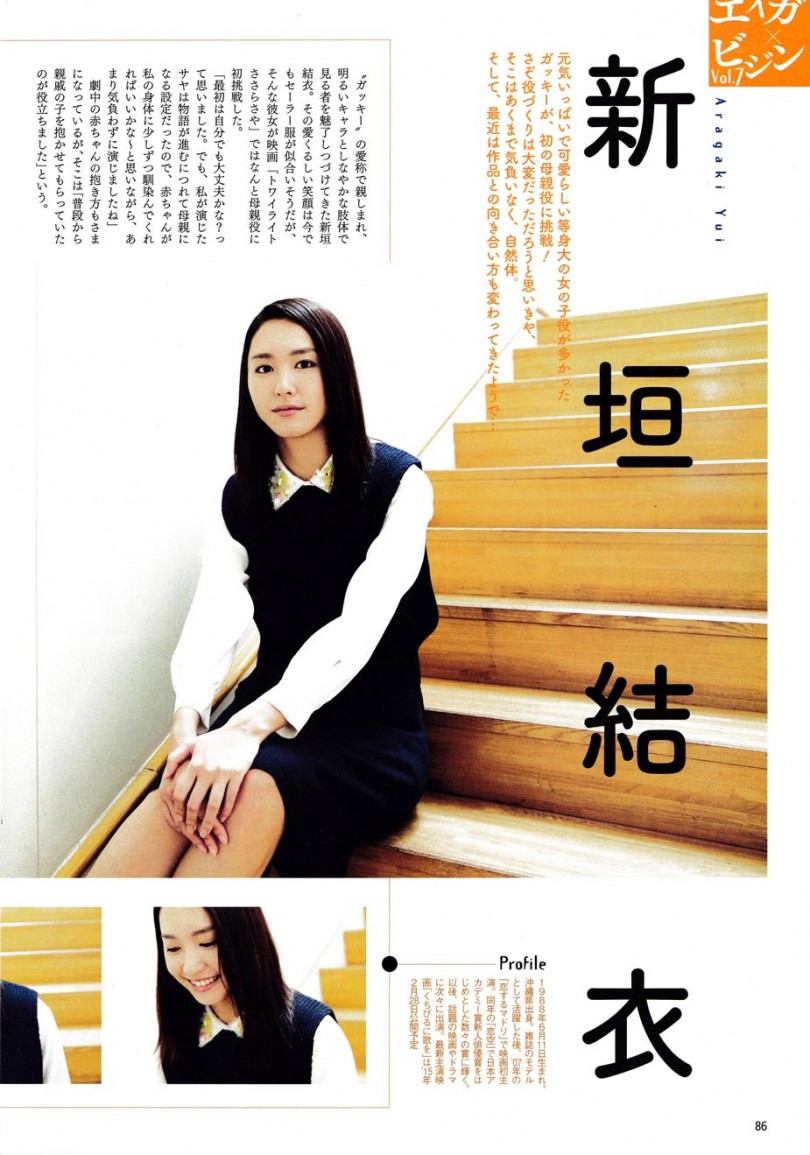 エイガ
×
ビジン
Vol.7
Aragaki Yui
新垣結衣
元気いっぱいで可愛らしい等身大の女の子役が多かった
ガッキーが、初の母親役に挑戦！
さぞ役づくりは大変だっただろうと思いきや、
そこはあくまで気負いなく、自然体。
そして、最近は作品との向き合い方も変わってきたようで…
“ガッキー”の愛称で親しまれ、
明るいキャラとしなやかな肢体で
見る者を魅了しつづけてきた新垣
結衣。その愛くるしい笑顔は今で
もセーラー服が似合いそうだが、
そんな彼女が映画「トワイライト
ささらさや」ではなんと母親役に
初挑戦した。
「最初は自分でも大丈夫かな？っ
て思いました。でも、私が演じた
サヤは物語が進むにつれて母親に
なる設定だったので、赤ちゃんが
私の身体に少しずつ馴染んでくれ
ればいいかな〜と思いながら、あ
まり気負わずに演じましたね」
劇中の赤ちゃんの抱き方もさま
になっているが、そこは「普段から
親戚の子を抱かせてもらっていた
のが役立ちました」という。
Profile
1988年6月11日生まれ。
沖縄県出身。雑誌のモデル
として活躍した後、'07年の
「恋するマドリ」で映画初主
演。同年の「恋空」で日本ア
カデミー賞新人俳優賞をは
じめとした数々の賞に輝く。
以後、話題の映画やドラマ
に次々に出演。最新主演映
画「くちびるに歌を」は'15年
2月28日公開予定
86